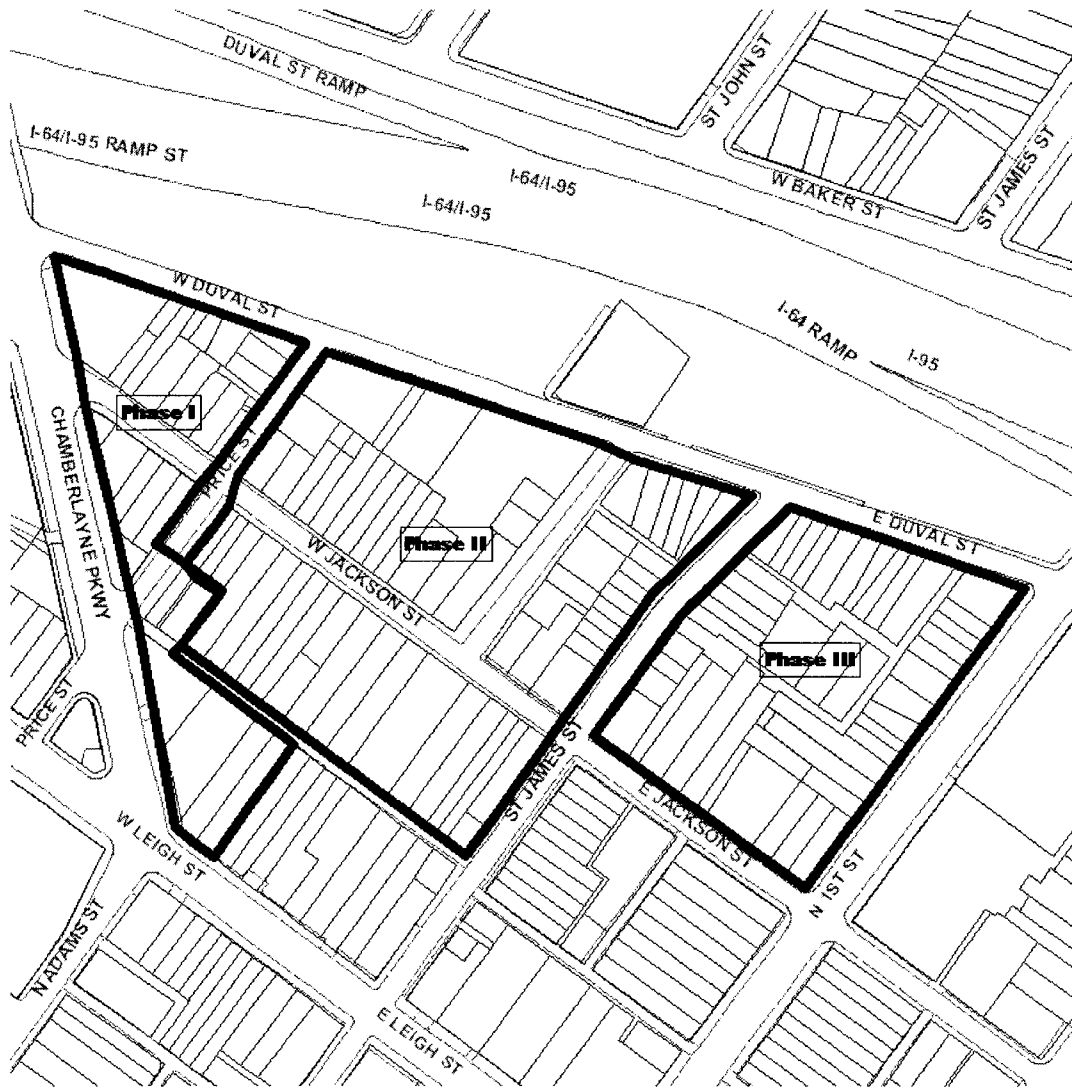 DUVAL ST RAMP
ST JOHN ST
I-64/I-95 RAMP ST
I-64/I-95
I-64/I-95
W BAKER ST
ST JAMES ST
W DUVAL ST
I-64 RAMP
I-95
Phase I
CHAMBERLAYNE PKWY
PRICE ST
Phase II
W JACKSON ST
E DUVAL ST
Phase III
PRICE ST
ST JAMES ST
E JACKSON ST
W LEIGH ST
N 1ST ST
N ADAMS ST
E LEIGH ST